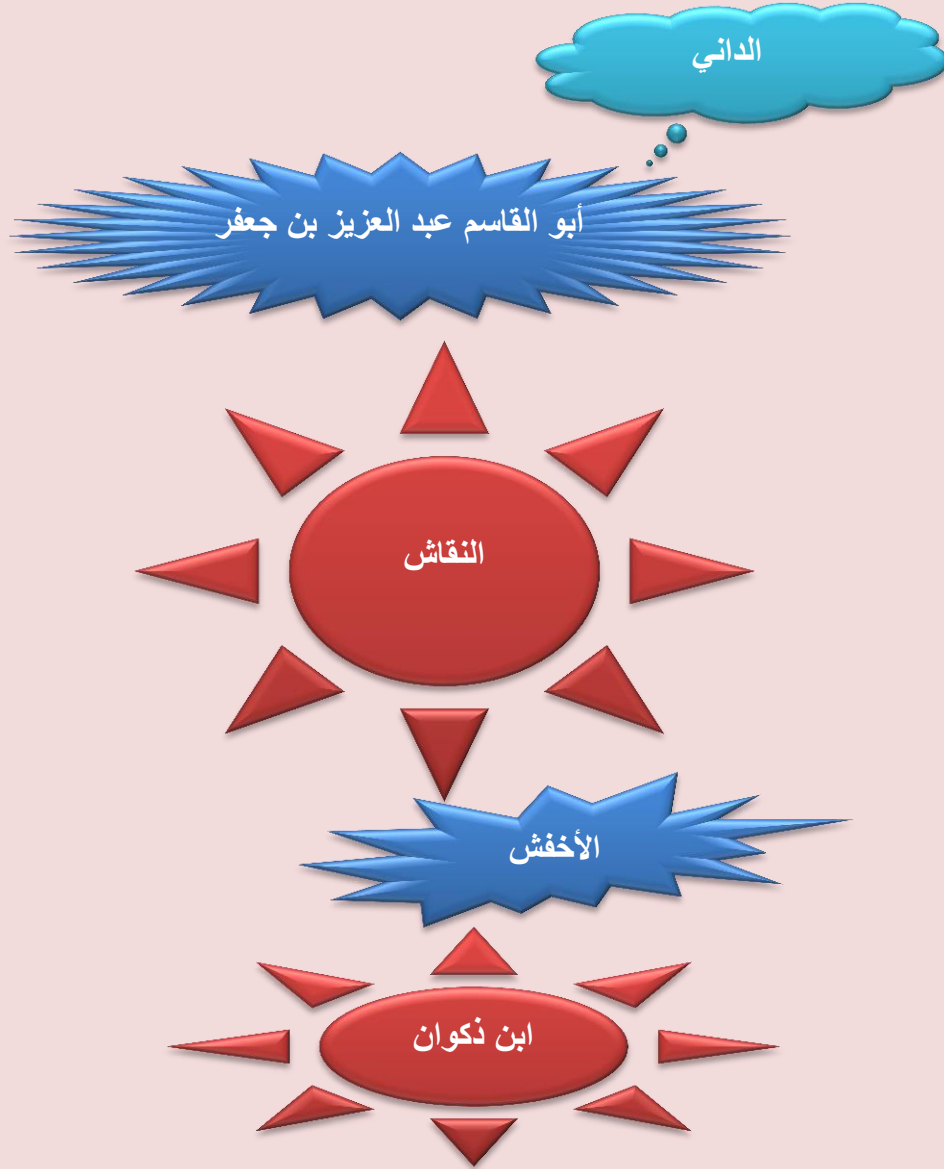 الداني
أبو القاسم عبد العزيز بن جعفر
النقاش
الأخفش
ابن ذكوان